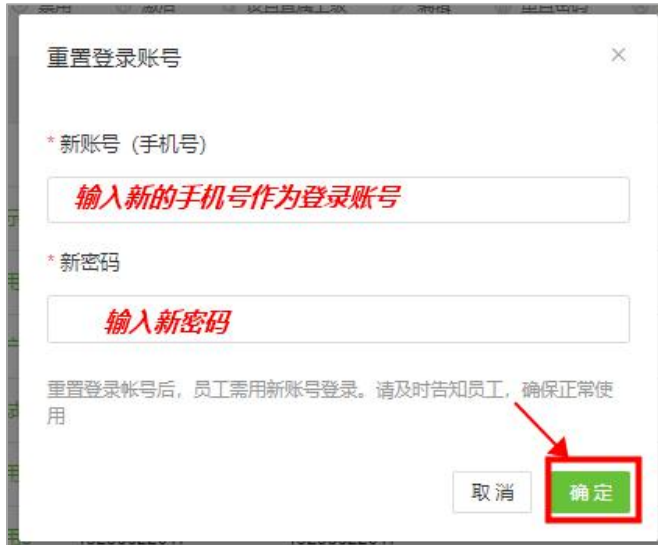 重置登录账号
* 新账号（手机号）
输入新的手机号作为登录账号
* 新密码
输入新密码
重置登录帐号后，员工需用新账号登录。请及时告知员工，确保正常使
用
取消 确定